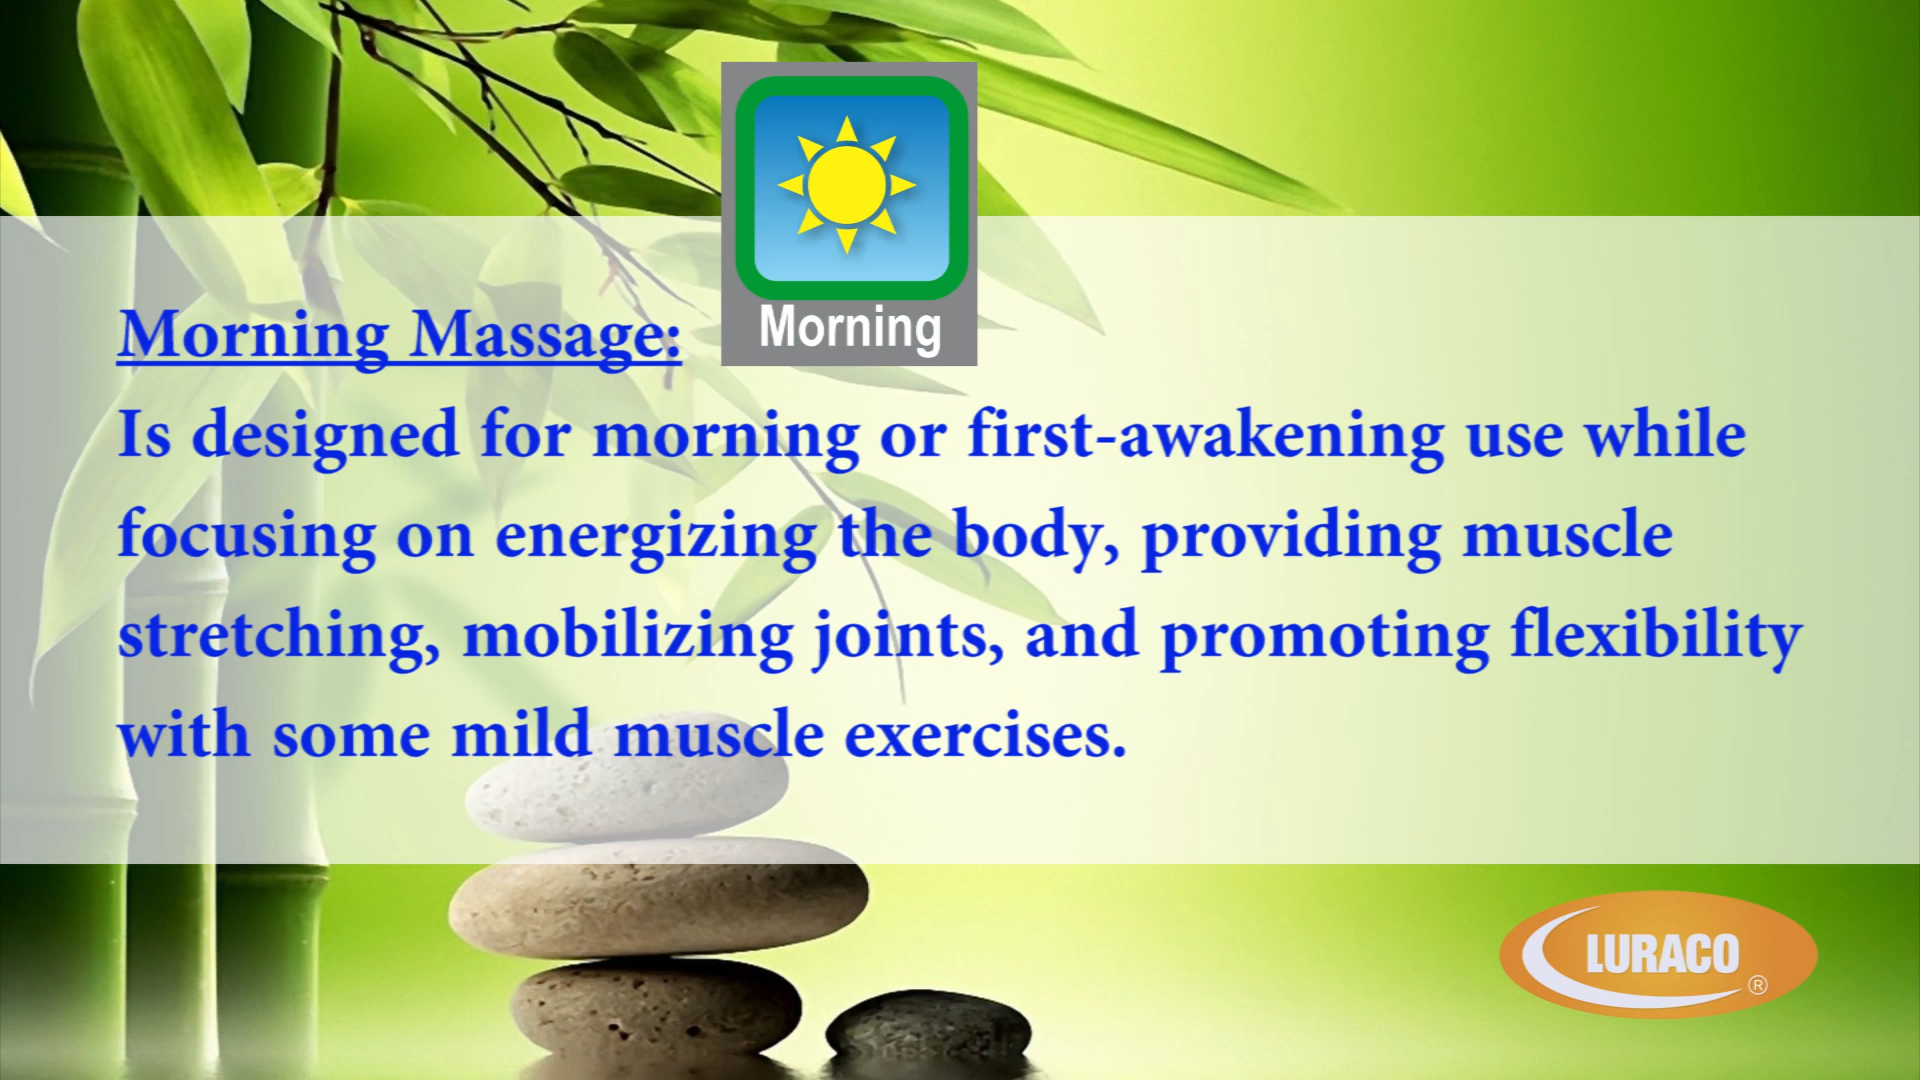 Morning
Morning Massage:
Is designed for morning or first-awakening use while
focusing on energizing the body, providing muscle
stretching, mobilizing joints, and promoting flexibility
with some mild muscle exercises.
LURACO
®